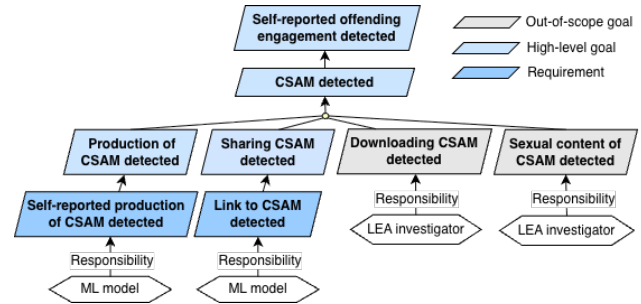 Self-reported offending
engagement detected
Out-of-scope goal
High-level goal
Requirement
CSAM detected
Production of
CSAM detected
Sharing CSAM
detected
Downloading CSAM
detected
Sexual content of
CSAM detected
Self-reported production
of CSAM detected
Link to CSAM
detected
Responsibility
Responsibility
LEA investigator
LEA investigator
Responsibility
Responsibility
ML model
ML model